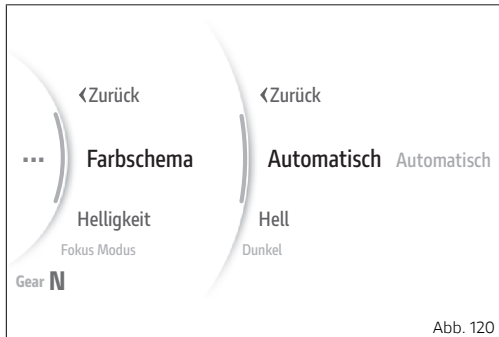 ‹Zurück
‹Zurück
... Farbschema
Automatisch Automatisch
Helligkeit
Hell
Fokus Modus
Dunkel
Gear N
Abb. 120